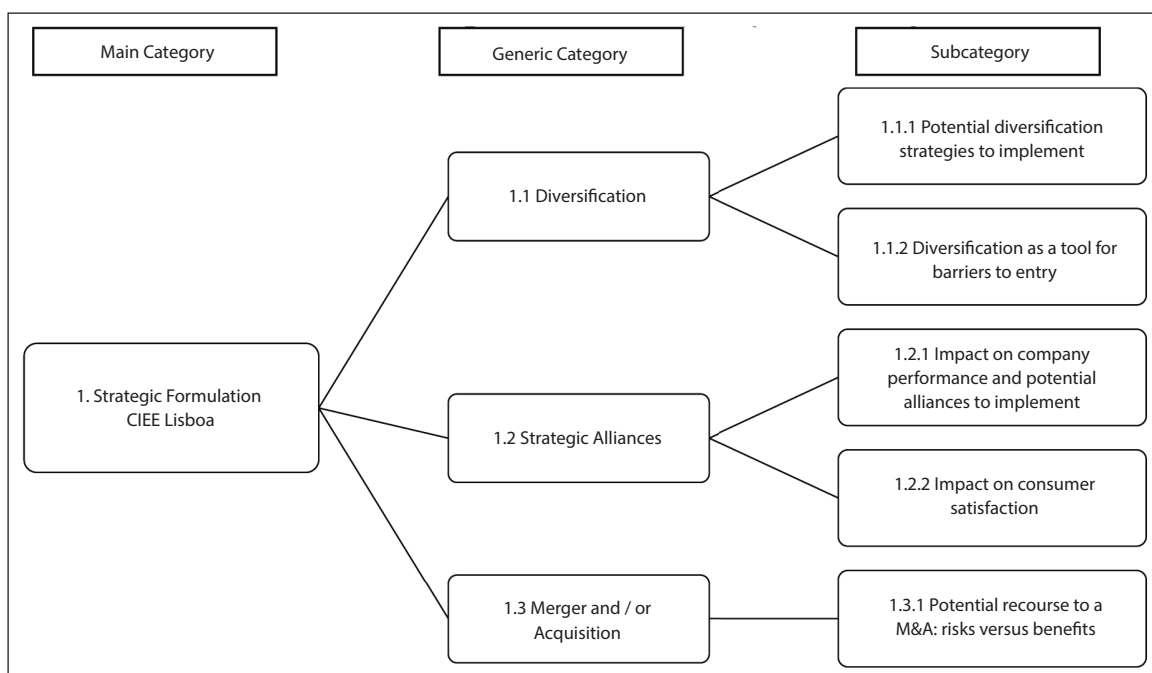 Main Category
Generic Category
Subcategory
1. Strategic Formulation
CIEE Lisboa
1.1 Diversification
1.2 Strategic Alliances
1.3 Merger and / or
Acquisition
1.1.1 Potential diversification
strategies to implement
1.1.2 Diversification as a tool for
barriers to entry
1.2.1 Impact on company
performance and potential
alliances to implement
1.2.2 Impact on consumer
satisfaction
1.3.1 Potential recourse to a
M&A: risks versus benefits